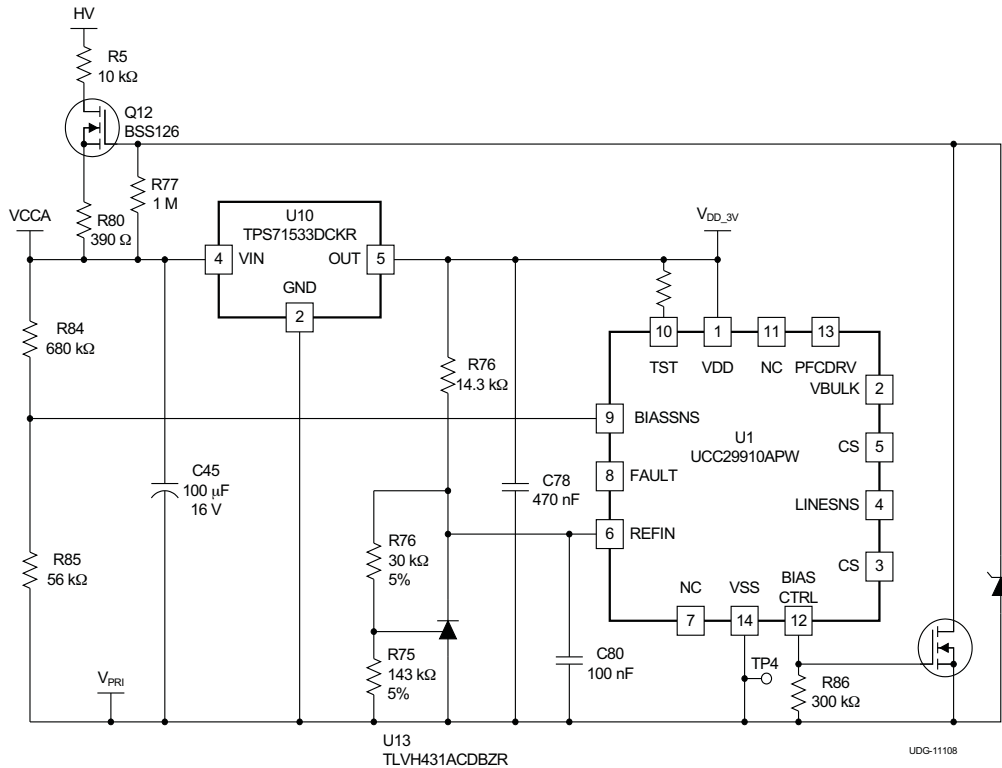 HV
R5
10 kΩ
Q12
BSS126
R77
1 M
VCCA
R80
390 Ω
U10
TPS71533DCKR
4
VIN
OUT
5
GND
2
VDD_3V
R84
680 kΩ
R76
14.3 kΩ
10
1
11
13
TST
VDD
NC
PFCDRV
VBULK
2
9
BIASSNS
U1
UCC29910APW
CS
5
8
FAULT
LINESNS
4
C45
100 μF
16 V
C78
470 nF
6
REFIN
R76
30 kΩ
5%
CS
3
R85
56 kΩ
NC
VSS
BIAS
CTRL
7
14
12
R75
143 kΩ
5%
C80
100 nF
TP4
R86
300 kΩ
VPRI
U13
TLVH431ACDBZR
UDG-11108